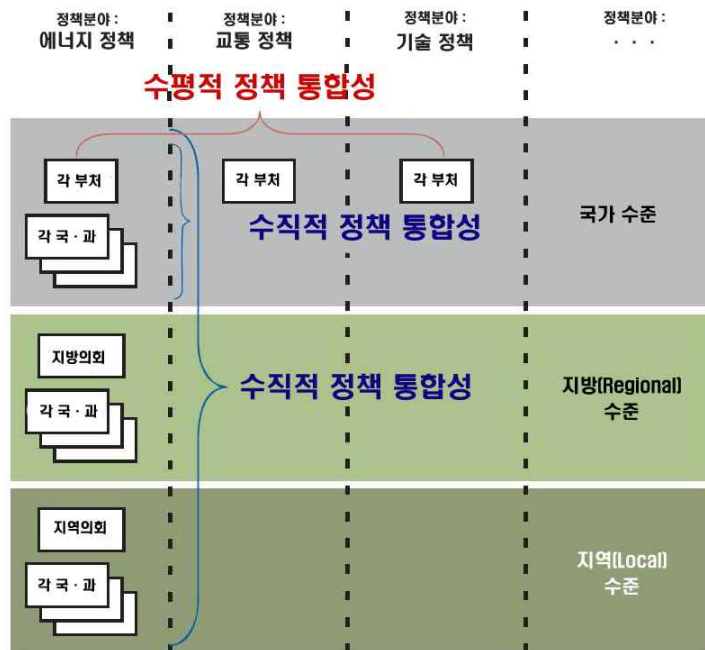 정책분야 :
에너지 정책
정책분야 :
교통 정책
정책분야 :
기술 정책
정책분야 :
· · ·
수평적 정책 통합성
각 부처
각 부처
각 부처
각 국 · 과
수직적 정책 통합성
국가 수준
지방의회
각 국 · 과
수직적 정책 통합성
지방(Regional)
수준
지역의회
각 국 · 과
지역(Local)
수준